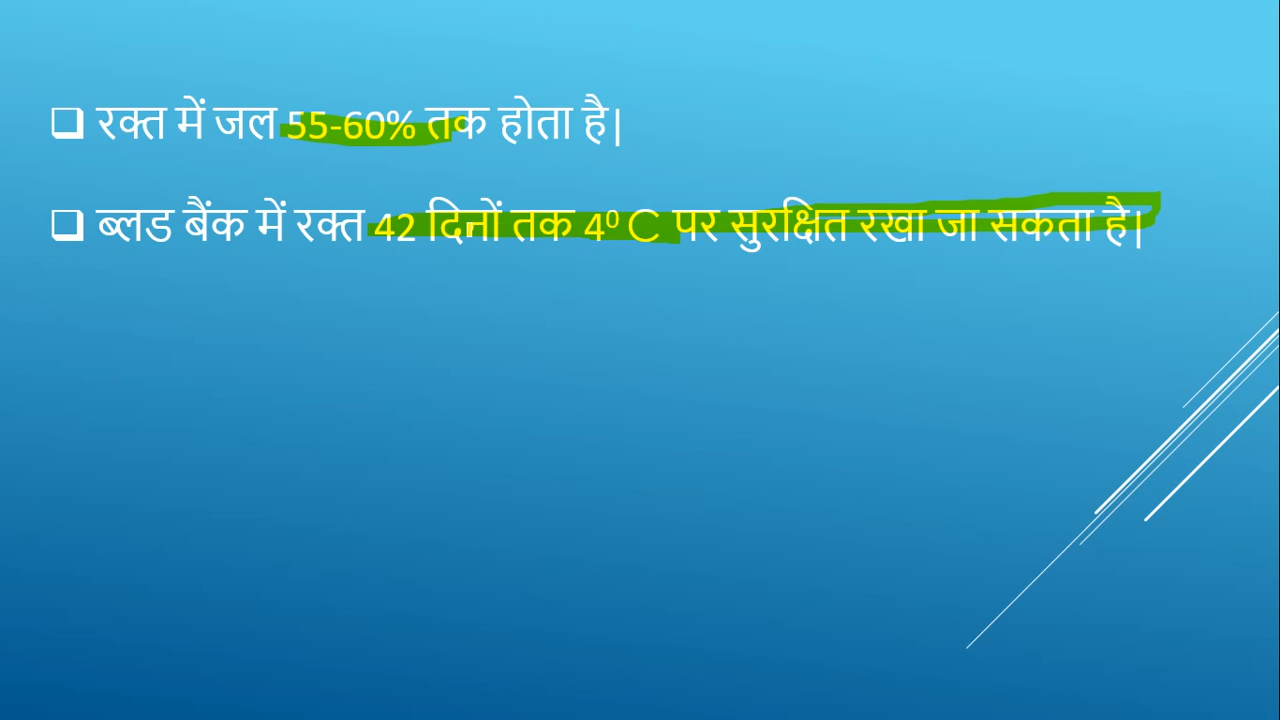 ❑ रक्त में जल 55-60% तक होता है|
❑ ब्लड बैंक में रक्त 42 दिनों तक 4⁰ C पर सुरक्षित रखा जा सकता है|